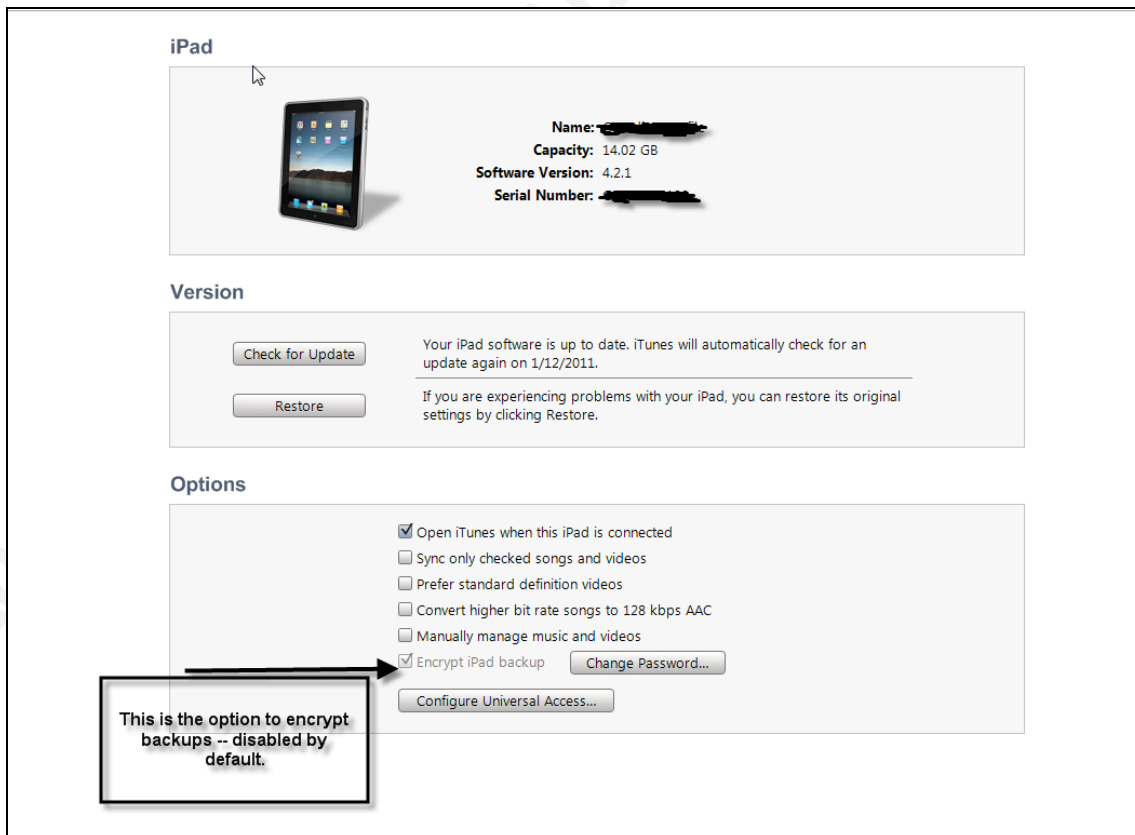 iPad
Name:
Capacity: 14.02 GB
Software Version: 4.2.1
Serial Number:
Version
Check for Update
Your iPad software is up to date. iTunes will automatically check for an
update again on 1/12/2011.
Restore
If you are experiencing problems with your iPad, you can restore its original
settings by clicking Restore.
Options
Open iTunes when this iPad is connected
Sync only checked songs and videos
Prefer standard definition videos
Convert higher bit rate songs to 128 kbps AAC
Manually manage music and videos
Encrypt iPad backup Change Password...
Configure Universal Access...
This is the option to encrypt
backups -- disabled by
default.